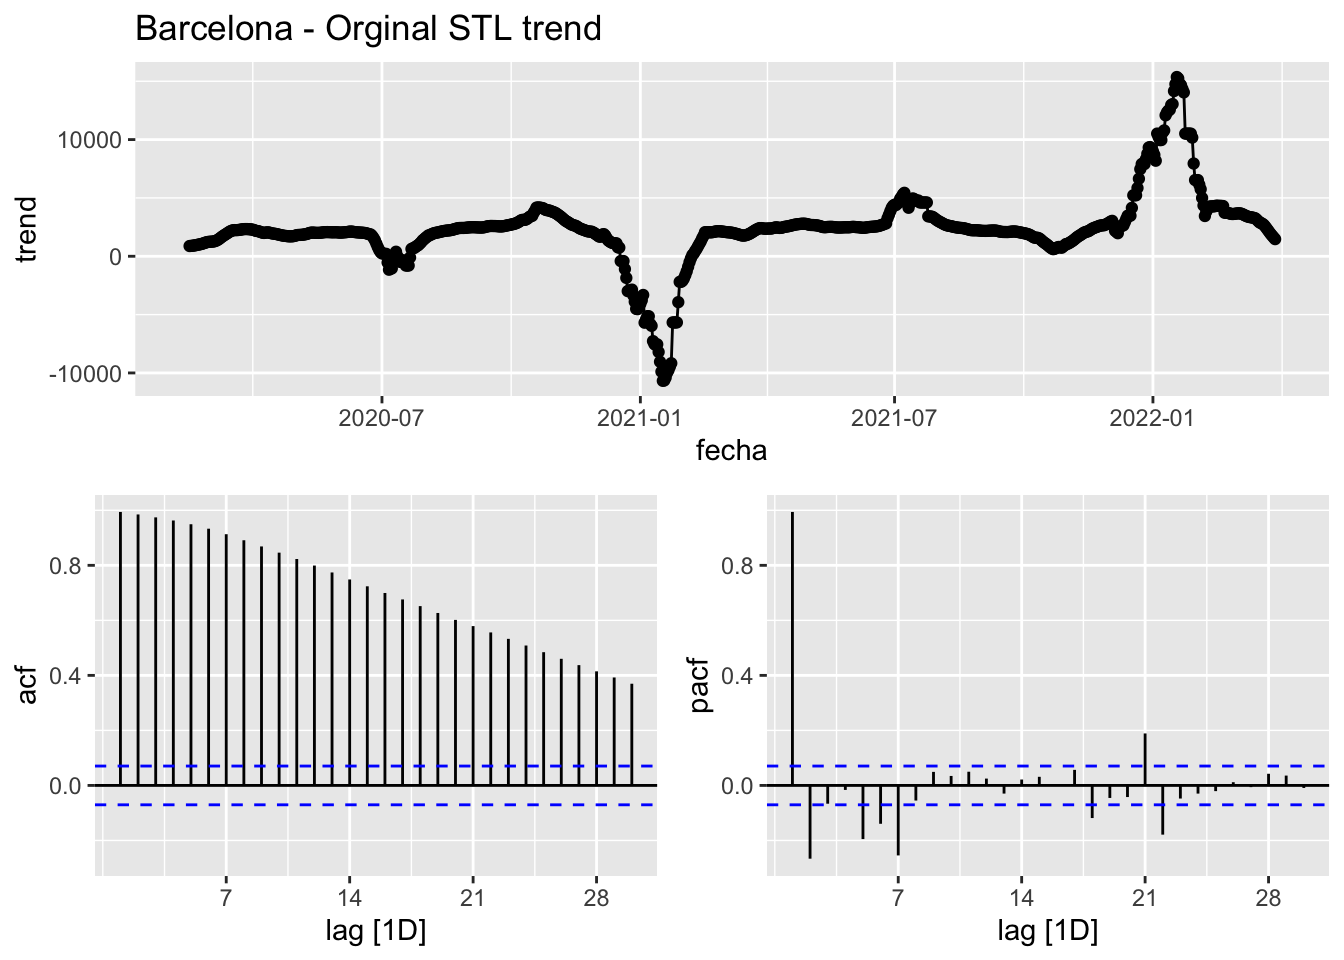 Barcelona - Orginal STL trend
trend
10000
0
-10000
2020-07 2021-01 2021-07 2022-01
fecha
acf
0.8
0.4
0.0
7 14 21 28
lag [1D]
pacf
0.8
0.4
0.0
7 14 21 28
lag [1D]